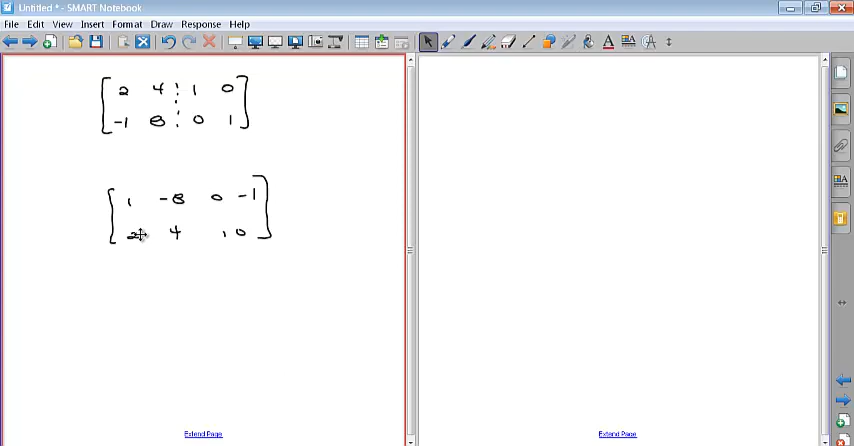 Untitled * - SMART Notebook
File Edit View Insert Format Draw Response Help
2 4 1 0
-1 8 0 1
1 -8 0 -1
2 4 1 0
Extend Page Extend Page